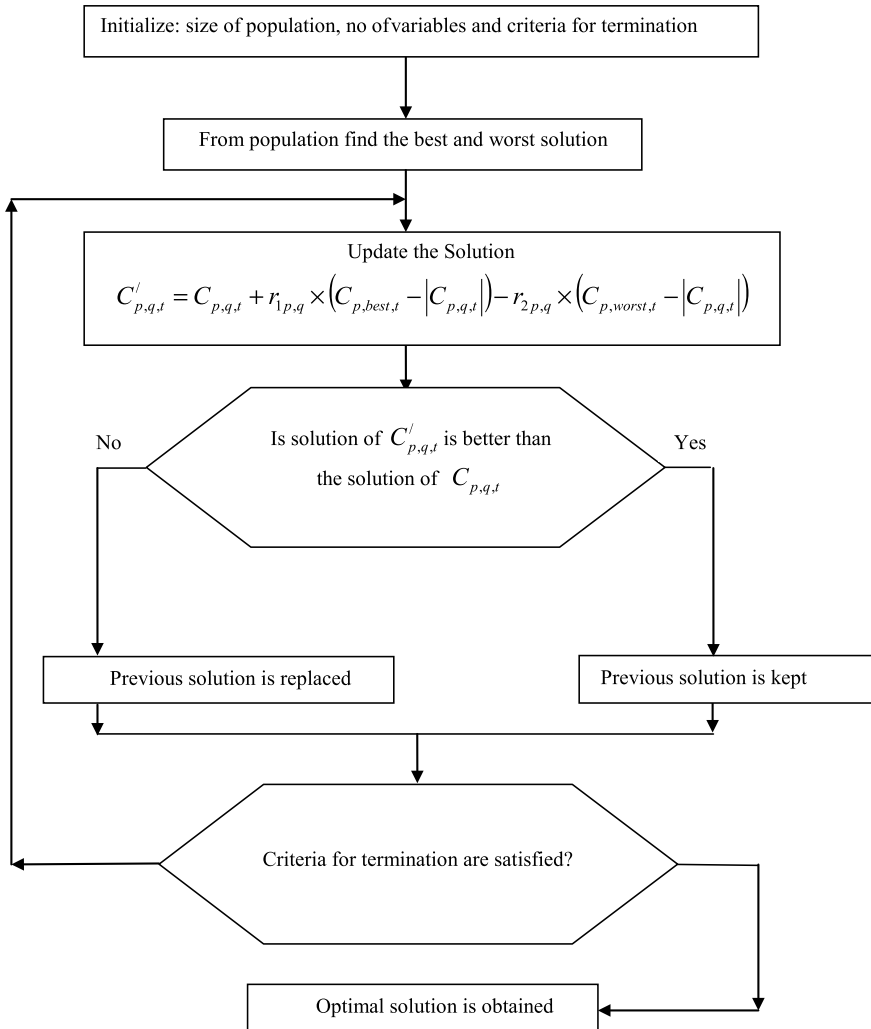 Initialize: size of population, no ofvariables and criteria for termination
From population find the best and worst solution
Update the Solution
C′p,q,t = Cp,q,t + r1p,q × (Cp,best,t − |Cp,q,t|) − r2p,q × (Cp,worst,t − |Cp,q,t|)
Is solution of C′p,q,t is better than
the solution of Cp,q,t
No
Yes
Previous solution is replaced
Previous solution is kept
Criteria for termination are satisfied?
Optimal solution is obtained